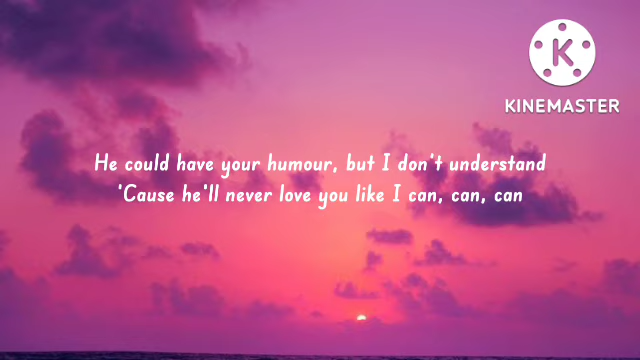 KINEMASTER
He could have your humour, but I don't understand
'Cause he'll never love you like I can, can, can